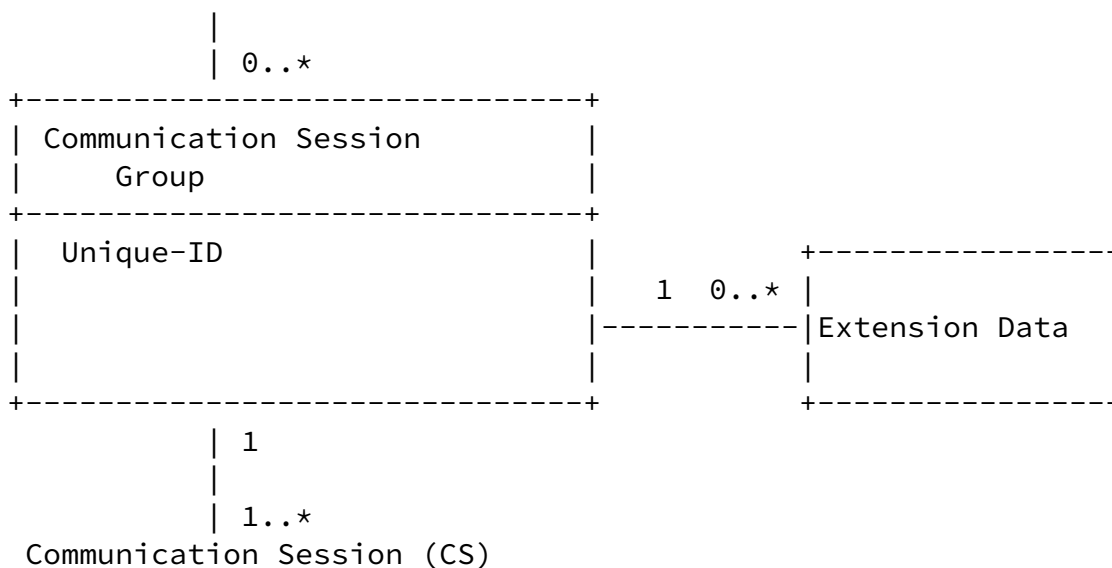 0..*
Communication Session
Group
Unique-ID
1 0..*
Extension Data
1
1..*
Communication Session (CS)